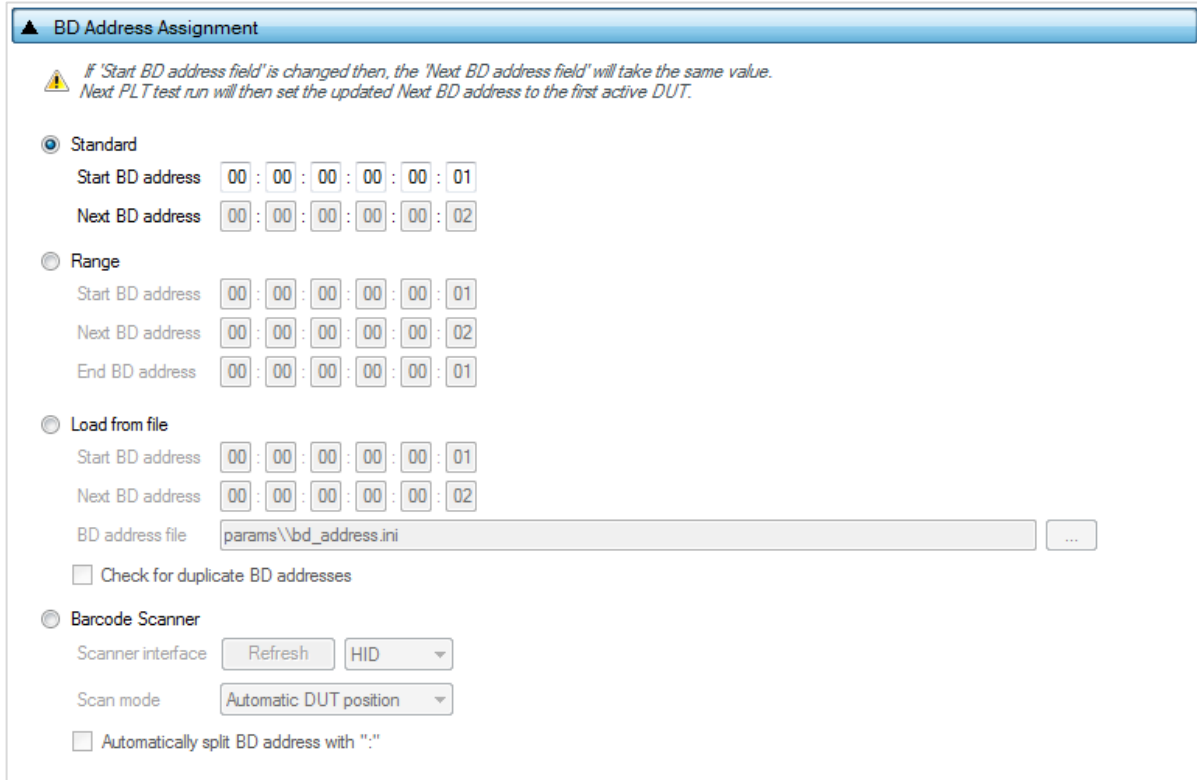 BD Address Assignment
If 'Start BD address field' is changed then, the 'Next BD address field' will take the same value.
Next PLT test run will then set the updated Next BD address to the first active DUT.
Standard
Start BD address 00 : 00 : 00 : 00 : 00 : 01
Next BD address 00 : 00 : 00 : 00 : 00 : 02
Range
Start BD address 00 : 00 : 00 : 00 : 00 : 01
Next BD address 00 : 00 : 00 : 00 : 00 : 02
End BD address 00 : 00 : 00 : 00 : 00 : 01
Load from file
Start BD address 00 : 00 : 00 : 00 : 00 : 01
Next BD address 00 : 00 : 00 : 00 : 00 : 02
BD address file params\\bd_address.ini ...
Check for duplicate BD addresses
Barcode Scanner
Scanner interface Refresh HID
Scan mode Automatic DUT position
Automatically split BD address with ":"